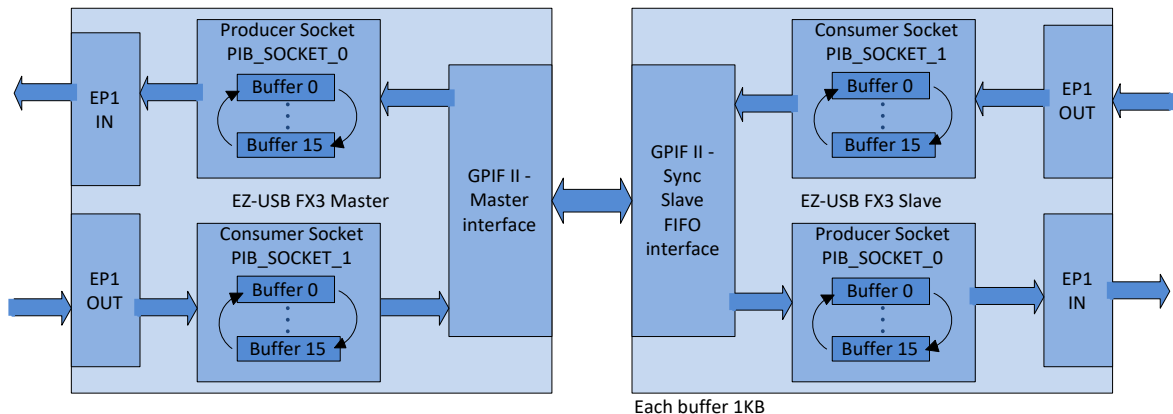 Producer Socket
PIB_SOCKET_0
Buffer 0
Buffer 15
EP1
IN
EZ-USB FX3 Master
GPIF II -
Master
interface
Consumer Socket
PIB_SOCKET_1
Buffer 0
Buffer 15
EP1
OUT
Consumer Socket
PIB_SOCKET_1
Buffer 0
Buffer 15
EP1
OUT
GPIF II -
Sync
Slave
FIFO
interface
EZ-USB FX3 Slave
Producer Socket
PIB_SOCKET_0
Buffer 0
Buffer 15
EP1
IN
Each buffer 1KB